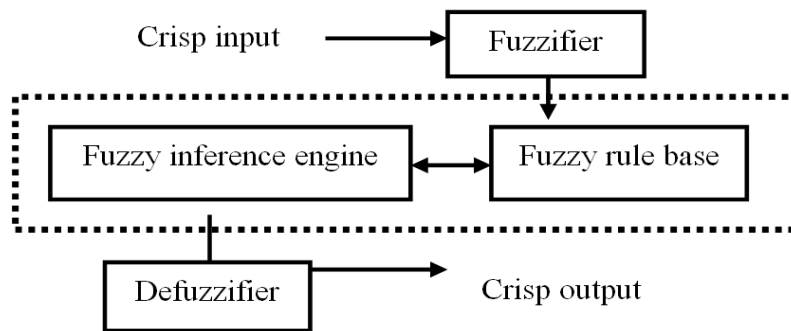 Crisp input
Fuzzifier
Fuzzy inference engine
Fuzzy rule base
Defuzzifier
Crisp output